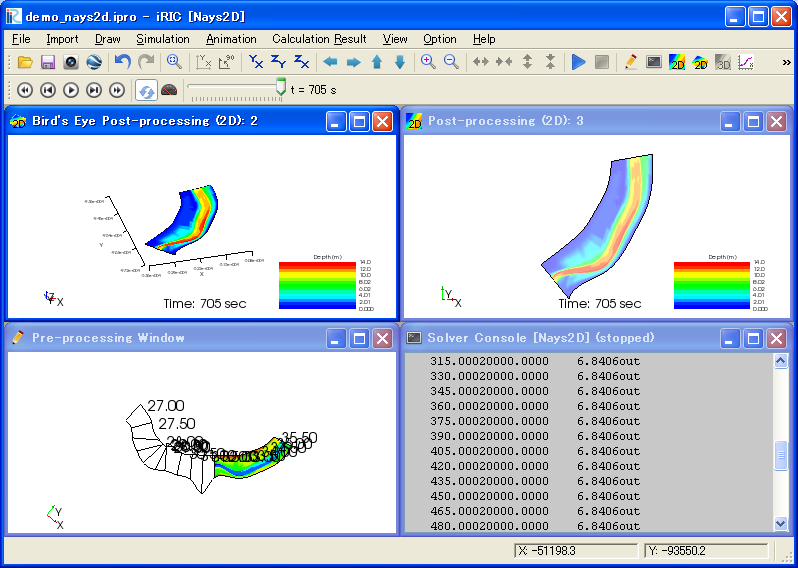 demo_nays2d.ipro - iRIC [Nays2D]
File Import Draw Simulation Animation Calculation Result View Option Help
YX ZY ZX 2D 2D 3D »
t = 705 s
Bird's Eye Post-processing (2D): 2
Y
X
Z X
Time: 705 sec
Depth(m)
14.0
12.0
10.0
8.02
6.02
4.01
2.01
0.000
Post-processing (2D): 3
Y
X
Time: 705 sec
Depth(m)
14.0
12.0
10.0
8.02
6.02
4.01
2.01
0.000
Pre-processing Window
27.00
27.50
35.50
Y
X
Solver Console [Nays2D] (stopped)
315.00020000.0000 6.8406out
330.00020000.0000 6.8406out
345.00020000.0000 6.8406out
360.00020000.0000 6.8406out
375.00020000.0000 6.8406out
390.00020000.0000 6.8406out
405.00020000.0000 6.8406out
420.00020000.0000 6.8406out
435.00020000.0000 6.8406out
450.00020000.0000 6.8406out
465.00020000.0000 6.8406out
480.00020000.0000 6.8406out
X: -51198.3
Y: -93550.2